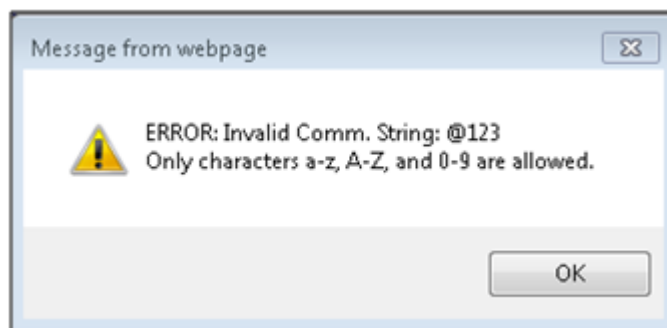 Message from webpage
ERROR: Invalid Comm. String: @123
Only characters a-z, A-Z, and 0-9 are allowed.
OK